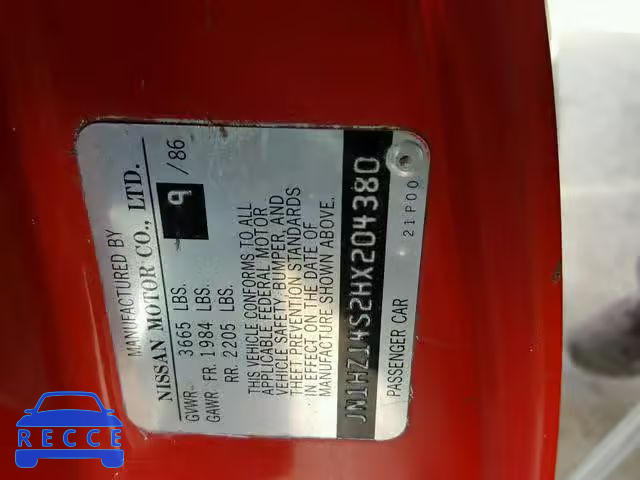 MANUFACTURED BY
NISSAN MOTOR CO., LTD.
9 /86
GVWR 3665 LBS.
GAWR FR. 1984 LBS.
RR. 2205 LBS.
THIS VEHICLE CONFORMS TO ALL
APPLICABLE FEDERAL MOTOR
VEHICLE SAFETY, BUMPER, AND
THEFT PREVENTION STANDARDS
IN EFFECT ON THE DATE OF
MANUFACTURE SHOWN ABOVE.
JN1HZ14S2HX204380
PASSENGER CAR
21P00
RECCE